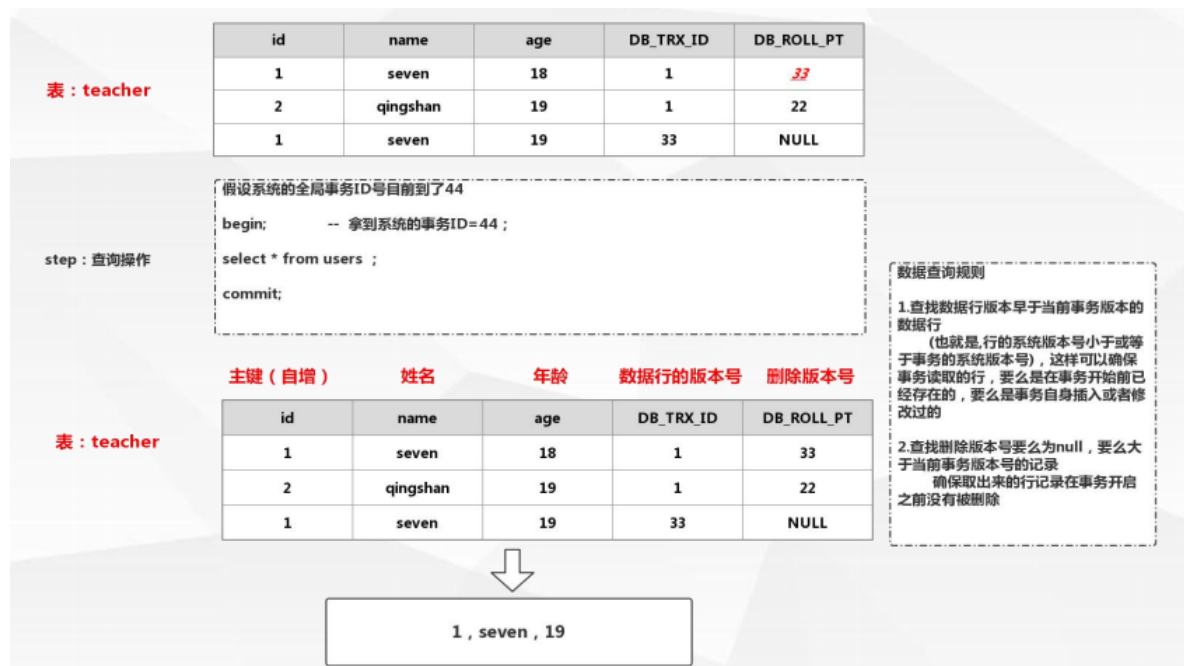 id name age DB_TRX_ID DB_ROLL_PT
1 seven 18 1 33
表：teacher
2 qingshan 19 1 22
1 seven 19 33 NULL
假设系统的全局事务ID号目前到了44
begin; -- 拿到系统的事务ID=44；
step：查询操作
select * from users ；
commit;
数据查询规则
1.查找数据行版本早于当前事务版本的
数据行
(也就是,行的系统版本号小于或等
于事务的系统版本号)，这样可以确保
事务读取的行，要么是在事务开始前已
经存在的，要么是事务自身插入或者修
改过的
2.查找删除版本号要么为null，要么大
于当前事务版本号的记录
确保取出来的行记录在事务开启
之前没有被删除
主键（自增） 姓名 年龄 数据行的版本号 删除版本号
id name age DB_TRX_ID DB_ROLL_PT
表：teacher
1 seven 18 1 33
2 qingshan 19 1 22
1 seven 19 33 NULL
1，seven，19